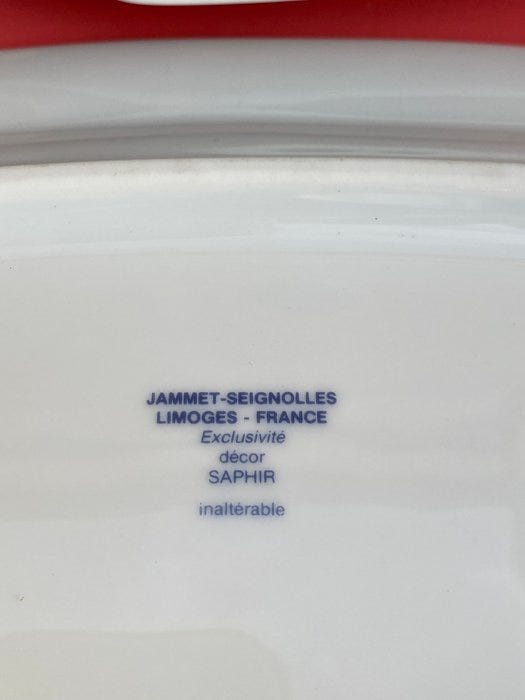 JAMMET-SEIGNOLLES
LIMOGES - FRANCE
Exclusivité
décor
SAPHIR
inaltérable